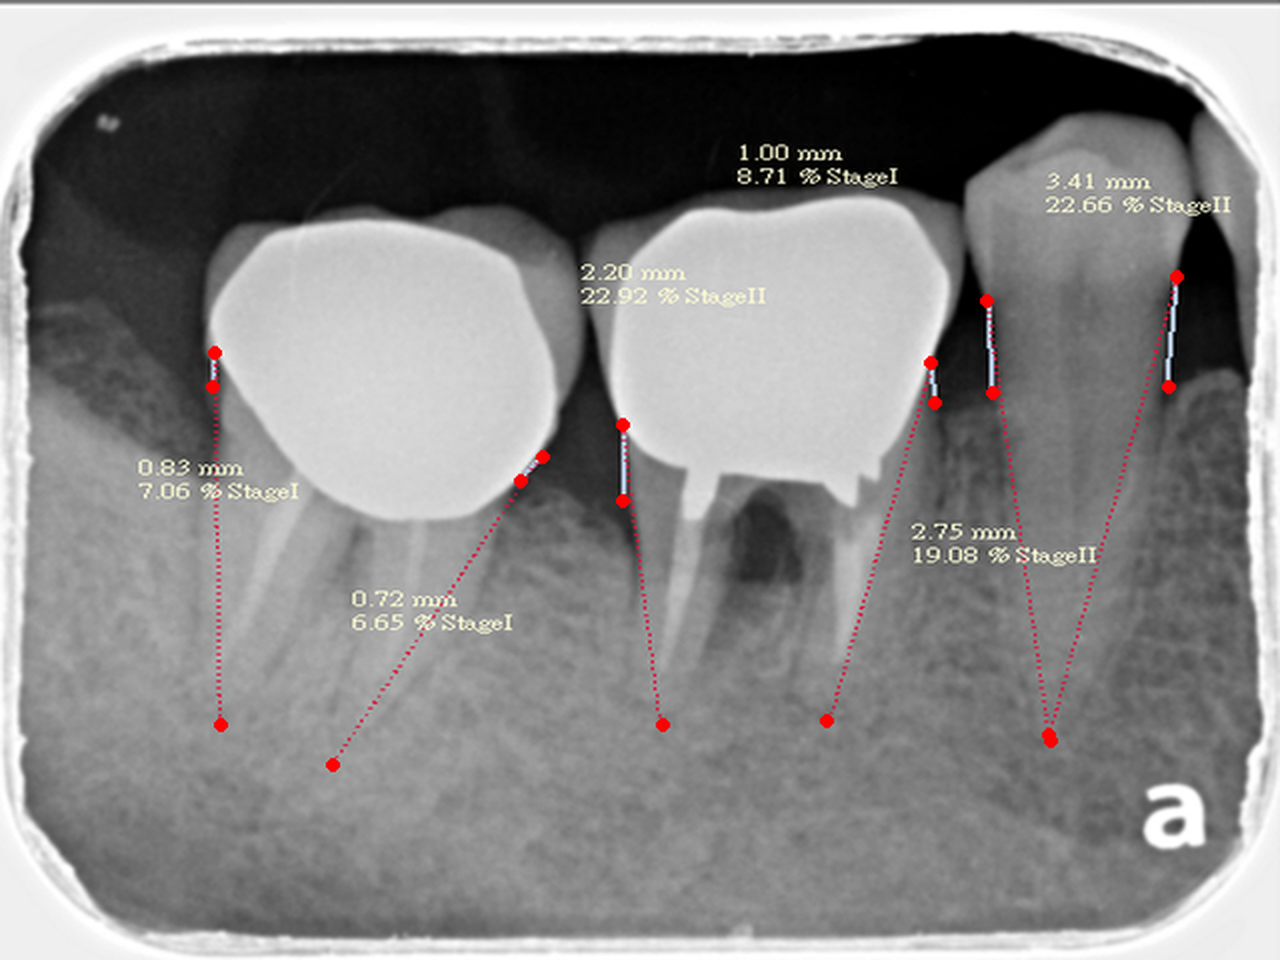 1.00 mm
8.71 % StageI
3.41 mm
22.66 % StageII
2.20 mm
22.92 % StageII
0.83 mm
7.06 % StageI
2.75 mm
19.08 % StageII
0.72 mm
6.65 % StageI
a